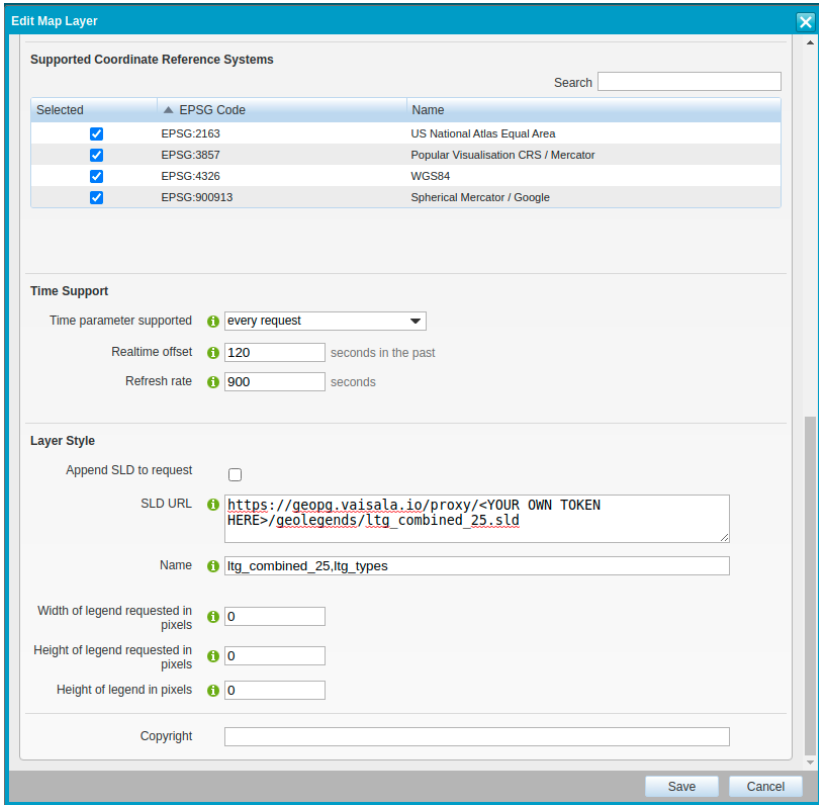 Edit Map Layer
Supported Coordinate Reference Systems
Search
Selected EPSG Code Name
EPSG:2163 US National Atlas Equal Area
EPSG:3857 Popular Visualisation CRS / Mercator
EPSG:4326 WGS84
EPSG:900913 Spherical Mercator / Google
Time Support
Time parameter supported every request
Realtime offset 120 seconds in the past
Refresh rate 900 seconds
Layer Style
Append SLD to request
SLD URL https://geopg.vaisala.io/proxy/<YOUR OWN TOKEN
HERE>/geolegends/ltg_combined_25.sld
Name ltg_combined_25,ltg_types
Width of legend requested in
pixels 0
Height of legend requested in
pixels 0
Height of legend in pixels 0
Copyright
Save Cancel